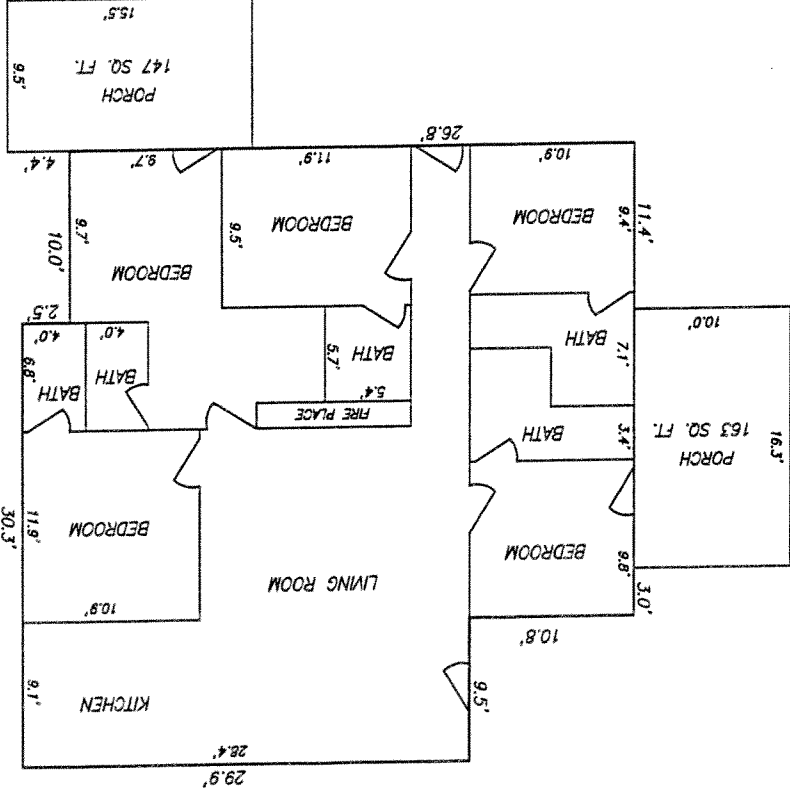 29.9'
28.4'
KITCHEN
9.1'
9.5'
10.8'
10.9'
3.0'
LIVING ROOM
9.8'
BEDROOM
BEDROOM
11.9'
30.3'
16.3'
PORCH
163 SQ. FT.
10.0'
3.4'
BATH
7.1'
BATH
FIRE PLACE
5.4'
BATH
5.7'
BATH
4.0'
BATH
6.8'
4.0'
2.5'
11.4'
9.4'
BEDROOM
10.9'
26.8'
BEDROOM
9.5'
11.9'
BEDROOM
9.7'
10.0'
9.7'
4.4'
PORCH
147 SQ. FT.
9.5'
15.5'